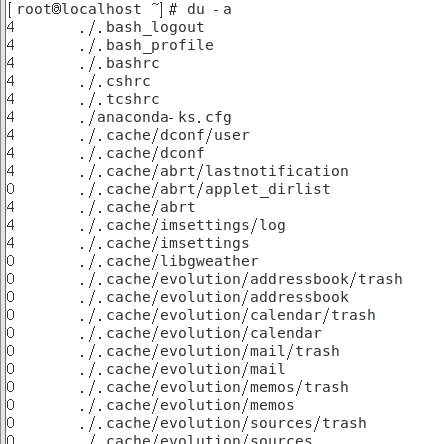 [root@localhost ~]# du -a
4 ./.bash_logout
4 ./.bash_profile
4 ./.bashrc
4 ./.cshrc
4 ./.tcshrc
4 ./anaconda-ks.cfg
4 ./.cache/dconf/user
4 ./.cache/dconf
4 ./.cache/abrt/lastnotification
0 ./.cache/abrt/applet_dirlist
4 ./.cache/abrt
4 ./.cache/imsettings/log
4 ./.cache/imsettings
0 ./.cache/libgweather
0 ./.cache/evolution/addressbook/trash
0 ./.cache/evolution/addressbook
0 ./.cache/evolution/calendar/trash
0 ./.cache/evolution/calendar
0 ./.cache/evolution/mail/trash
0 ./.cache/evolution/mail
0 ./.cache/evolution/memos/trash
0 ./.cache/evolution/memos
0 ./.cache/evolution/sources/trash
0 ./.cache/evolution/sources